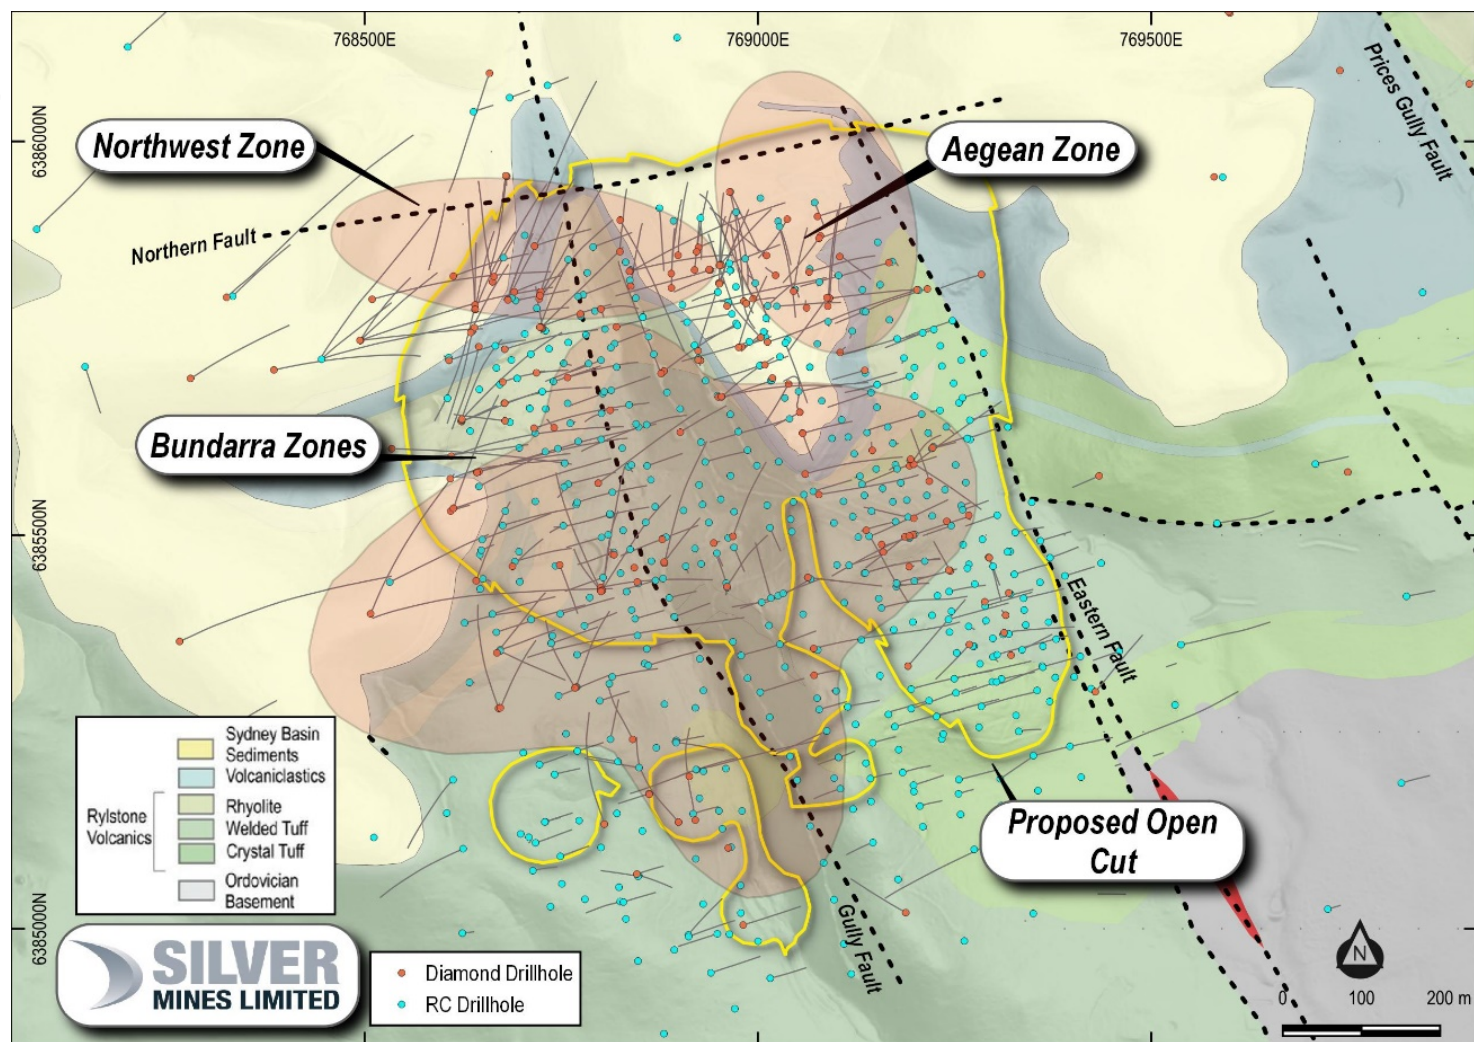 768500E
769000E
769500E
6386000N
6385500N
6385000N
Northwest Zone
Aegean Zone
Prices Gully Fault
Northern Fault
Bundarra Zones
Eastern Fault
Proposed Open
Cut
Gully Fault
Sydney Basin
Sediments
Volcaniclastics
Rylstone
Volcanics
Rhyolite
Welded Tuff
Crystal Tuff
Ordovician
Basement
SILVER
MINES LIMITED
Diamond Drillhole
RC Drillhole
N
0 100 200 m